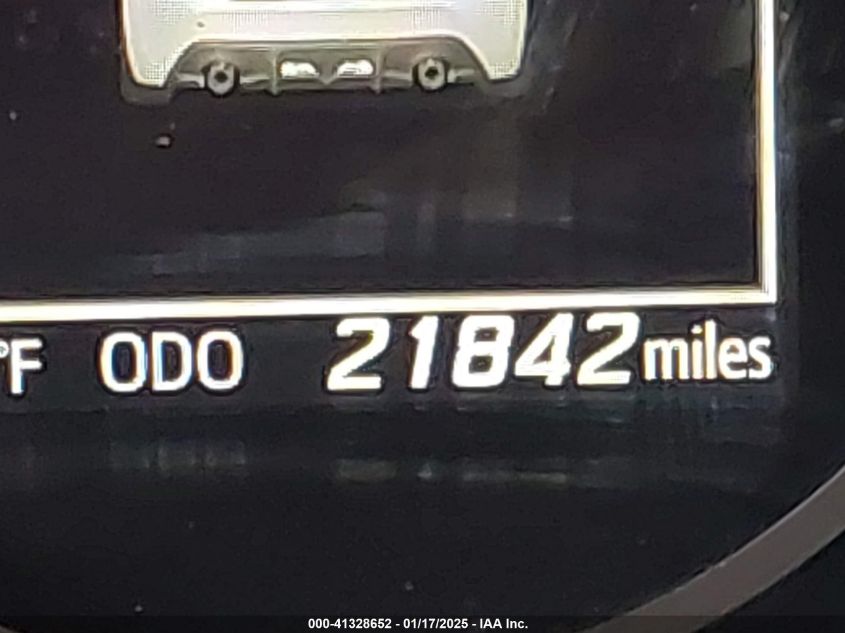 °F ODO 21842 miles
000-41328652 - 01/17/2025 - IAA Inc.